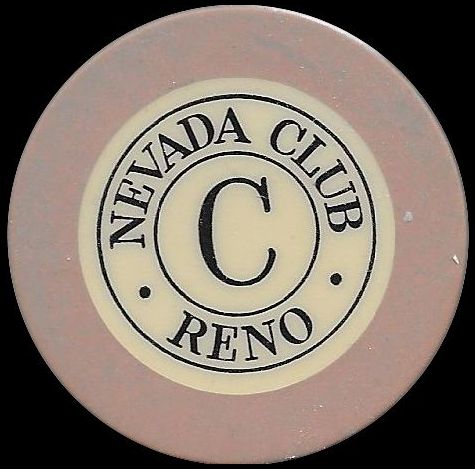 NEVADA CLUB
C
• RENO •